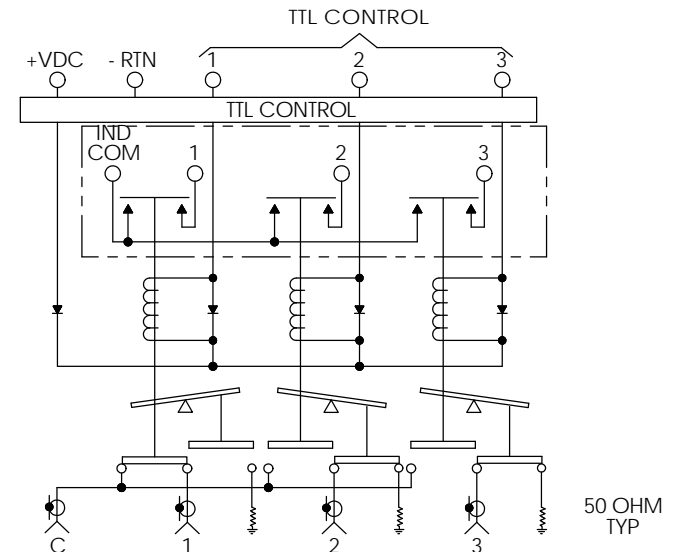 TTL CONTROL
+VDC - RTN 1 2 3
TTL CONTROL
IND
COM 1 2 3
50 OHM
TYP
C 1 2 3